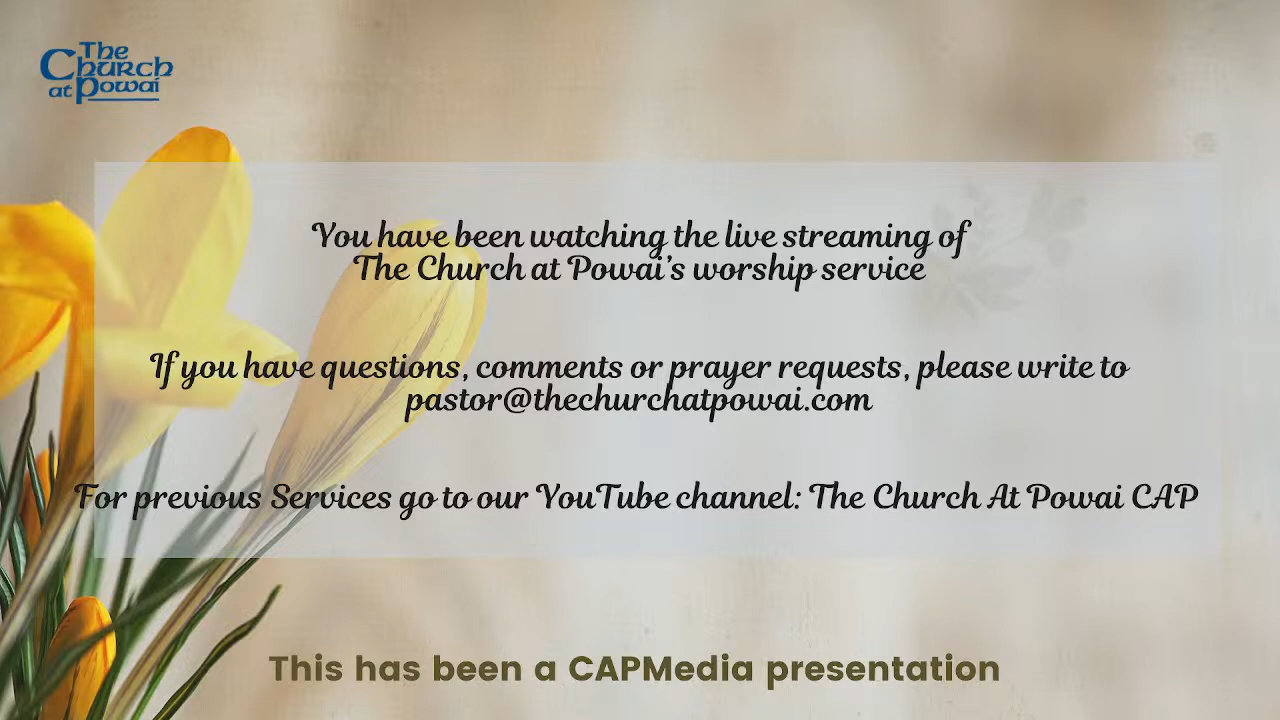 The
Church
at Powai
You have been watching the live streaming of
The Church at Powai's worship service
If you have questions, comments or prayer requests, please write to
pastor@thechurchatpowai.com
For previous Services go to our YouTube channel: The Church At Powai CAP
This has been a CAPMedia presentation